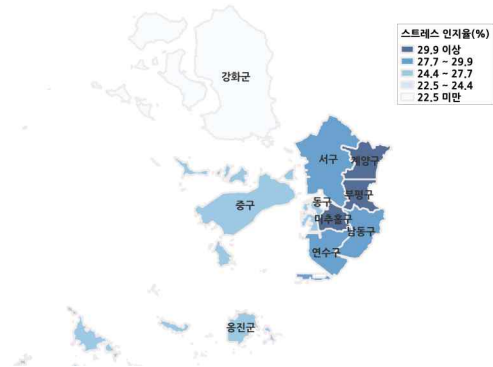 스트레스 인지율(%)
29.9 이상
27.7 ~ 29.9
24.4 ~ 27.7
22.5 ~ 24.4
22.5 미만
강화군
서구
계양구
부평구
중구
동구
미추홀구
남동구
연수구
옹진군